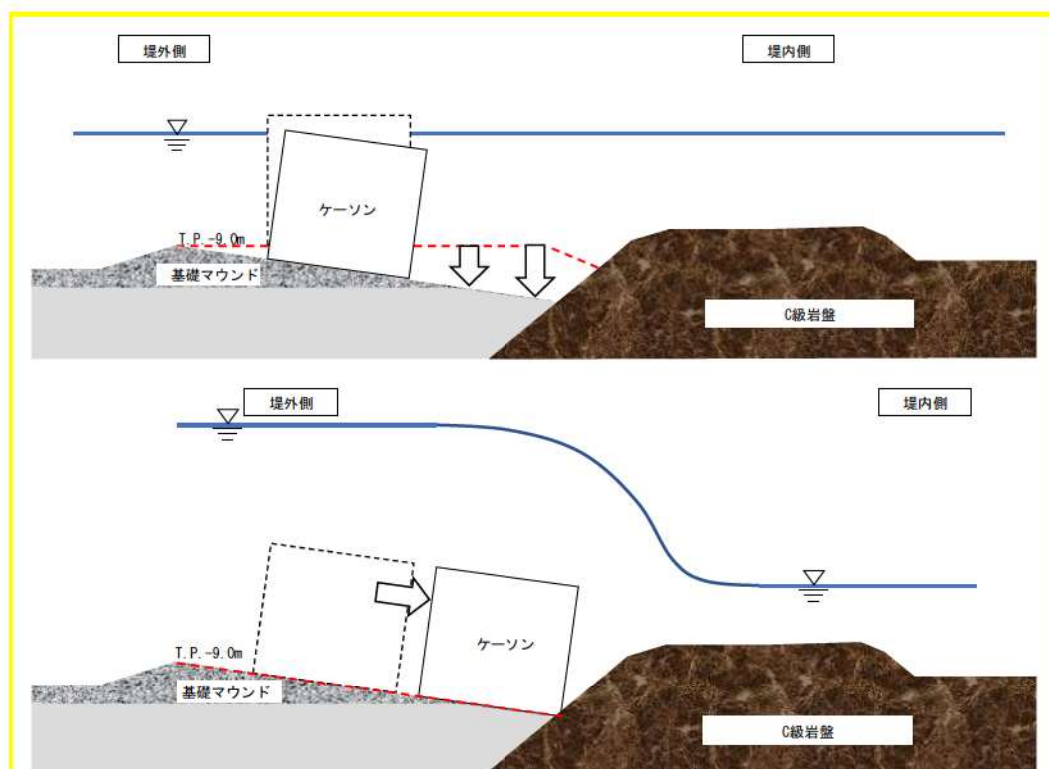 堤外側
堤内側
ケーソン
T.P.-9.0m
基礎マウンド
C級岩盤
堤外側
堤内側
ケーソン
T.P.-9.0m
基礎マウンド
C級岩盤